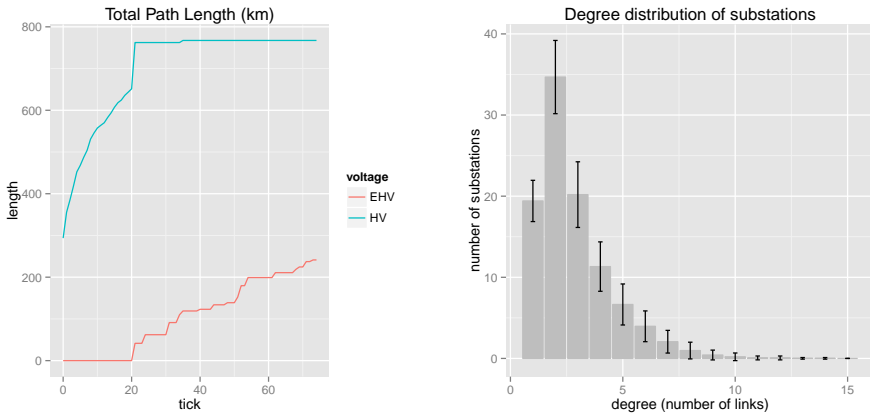 Total Path Length (km)
800
600
400
200
0
length
0
20
40
60
tick
voltage
EHV
HV
Degree distribution of substations
40
30
20
10
0
number of substations
0
5
10
15
degree (number of links)